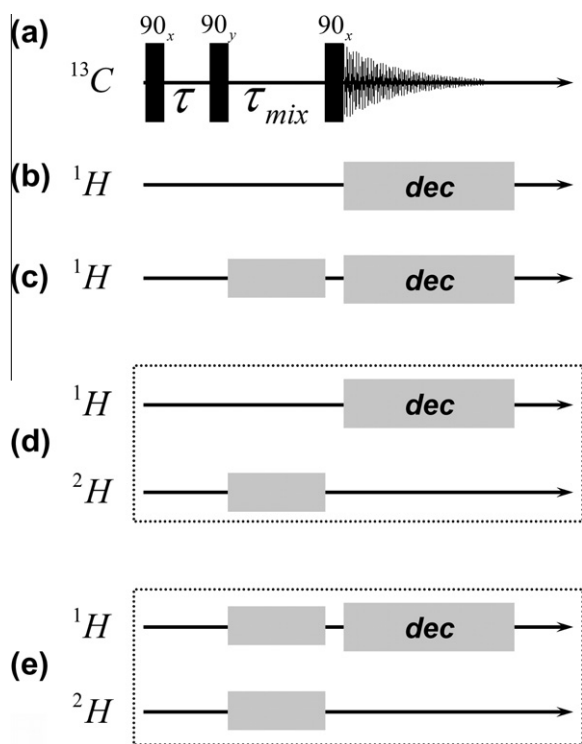 (a)
90x 90y 90x
13C
τ τmix
(b) 1H dec
(c) 1H dec
1H dec
(d)
2H
1H dec
(e)
2H